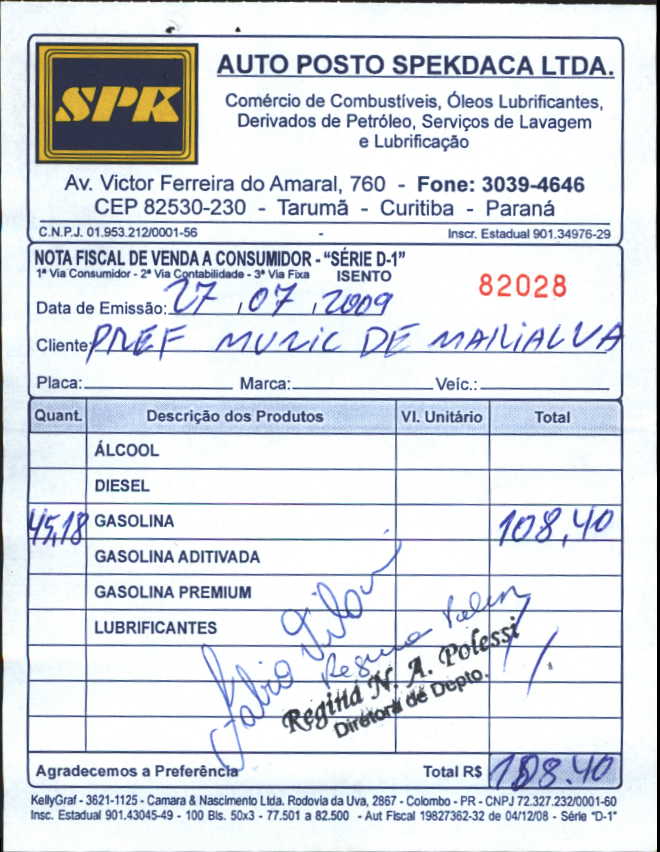 SPK
AUTO POSTO SPEKDACA LTDA.
Comércio de Combustíveis, Óleos Lubrificantes,
Derivados de Petróleo, Serviços de Lavagem
e Lubrificação
Av. Victor Ferreira do Amaral, 760 - Fone: 3039-4646
CEP 82530-230 - Tarumã - Curitiba - Paraná
C.N.P.J. 01.953.212/0001-56 - Inscr. Estadual 901.34976-29
NOTA FISCAL DE VENDA A CONSUMIDOR - "SÉRIE D-1"
1ª Via Consumidor - 2ª Via Contabilidade - 3ª Via Fixa ISENTO
82028
Data de Emissão: 27, 07, 2009
Cliente PREF MUNIC DE MARIALVA
Placa: Marca: Veíc.:
Quant. Descrição dos Produtos Vl. Unitário Total
ÁLCOOL
DIESEL
45,18 GASOLINA 108,40
GASOLINA ADITIVADA
GASOLINA PREMIUM
LUBRIFICANTES
Fabio
Regina
Regina N. A. Polessi
Diretora de Depto.
Agradecemos a Preferência Total R$ 108.40
KellyGraf - 3621-1125 - Camara & Nascimento Ltda. Rodovia da Uva, 2867 - Colombo - PR - CNPJ 72.327.232/0001-60
Insc. Estadual 901.43045-49 - 100 Bls. 50x3 - 77.501 a 82.500 - Aut Fiscal 19827362-32 de 04/12/08 - Série "D-1"